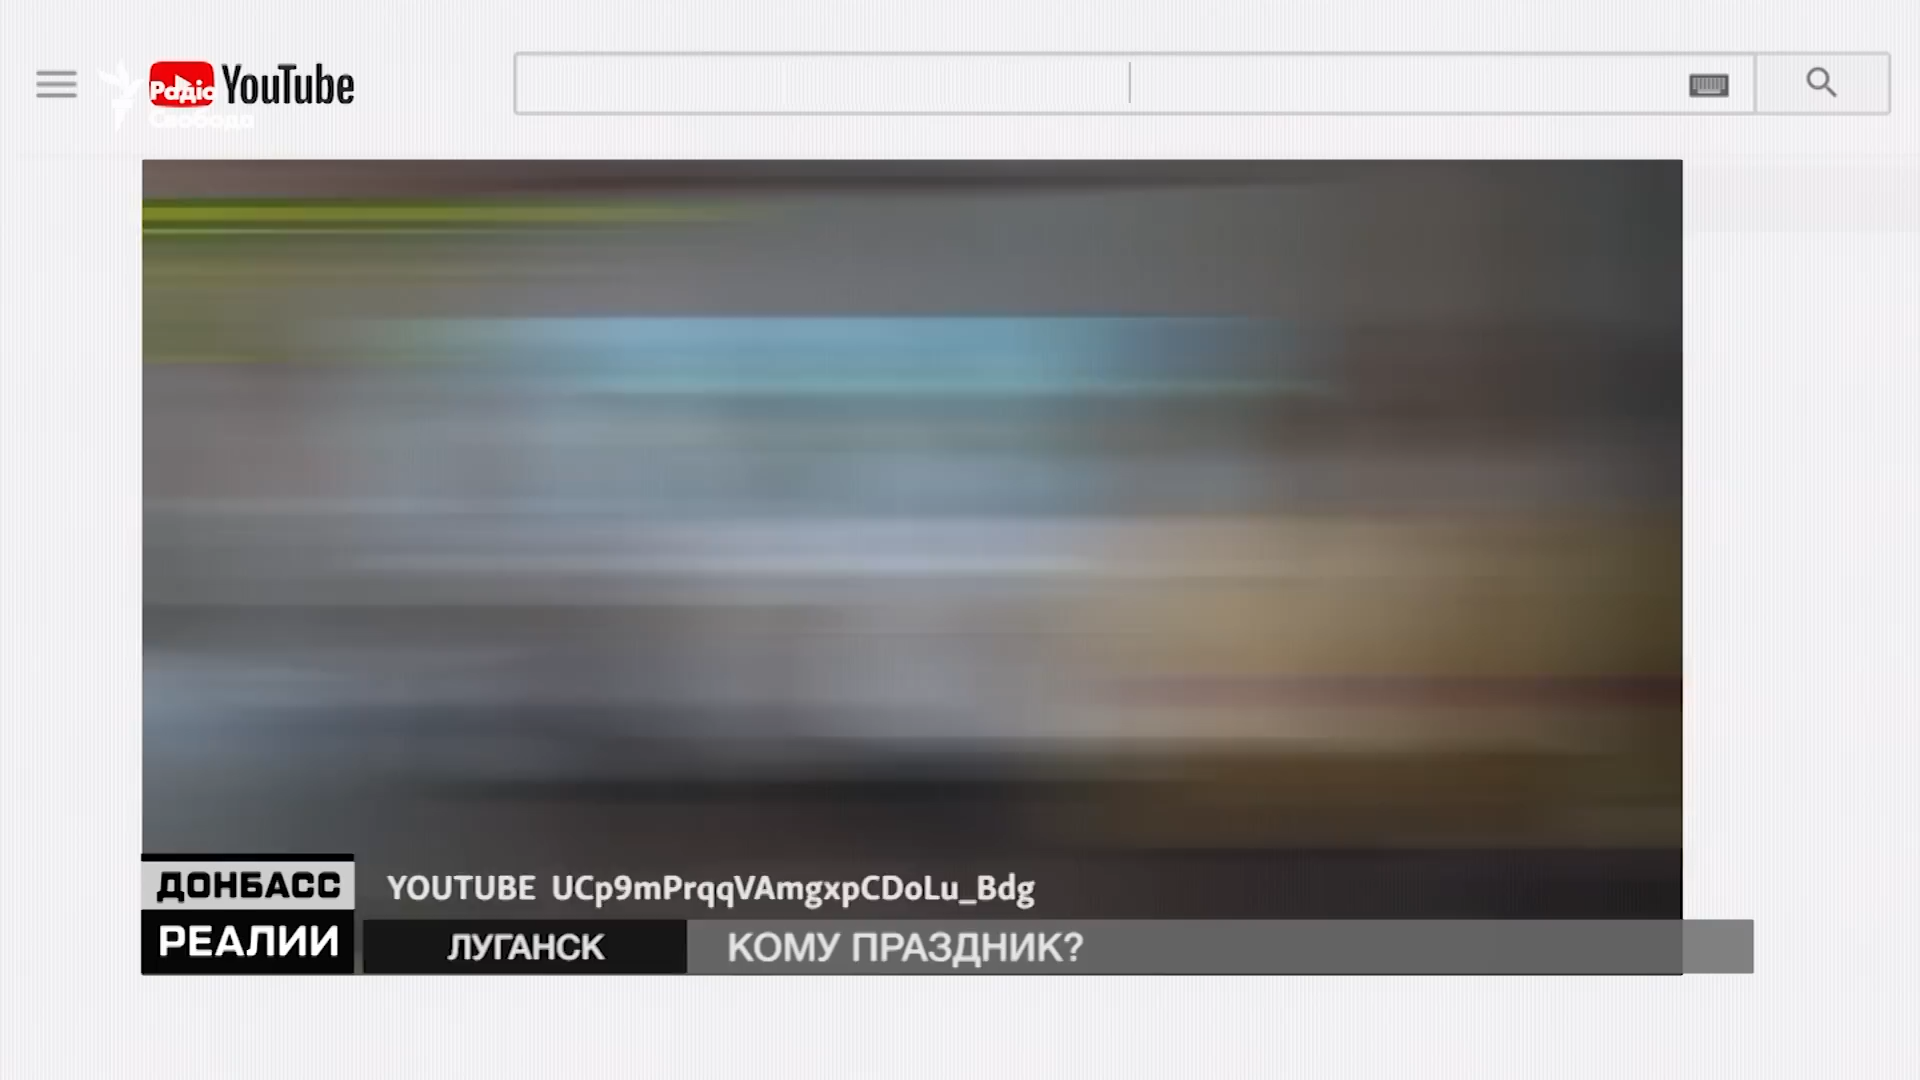 YouTube
Радіо
Свобода
YOUTUBE UCp9mPrqqVAmgxpCDoLu_Bdg
ДОНБАСС
РЕАЛИИ
ЛУГАНСК
КОМУ ПРАЗДНИК?